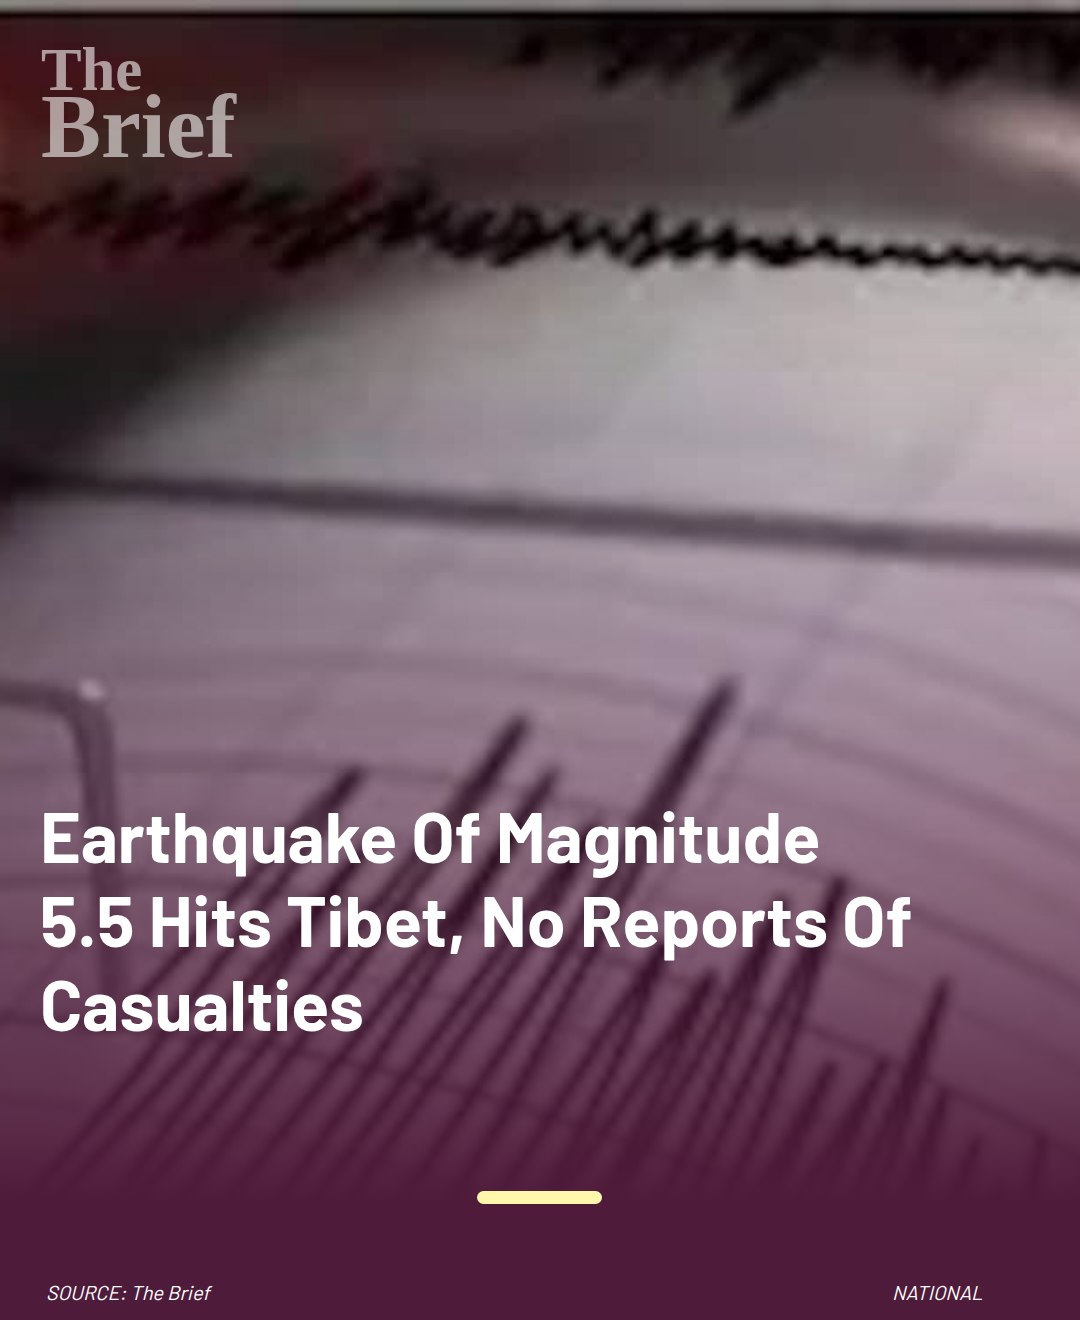 The
Brief
Earthquake Of Magnitude
5.5 Hits Tibet, No Reports Of
Casualties
SOURCE: The Brief
NATIONAL